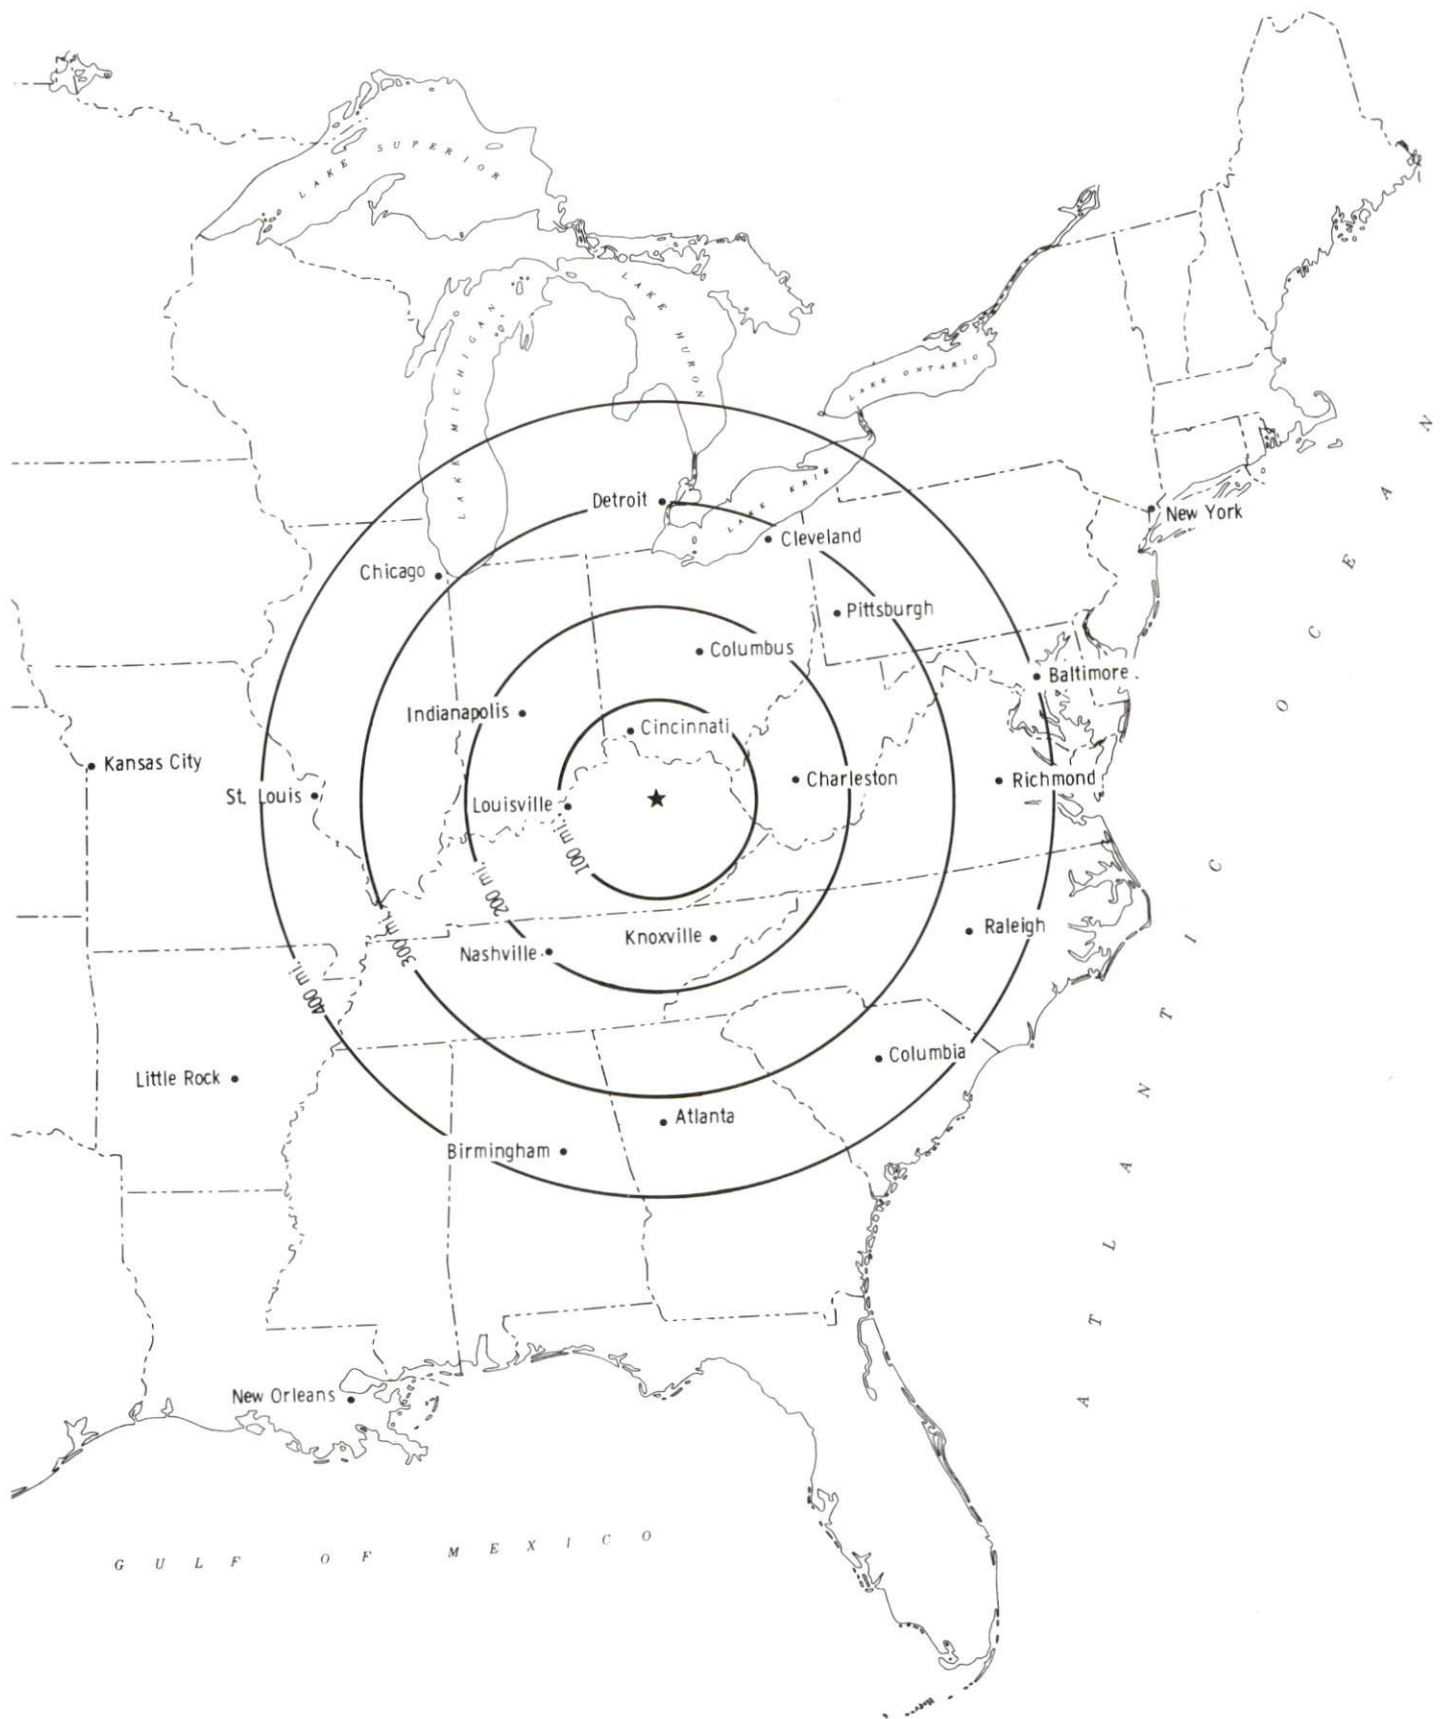 LAKE SUPERIOR
LAKE HURON
LAKE MICHIGAN
LAKE ONTARIO
LAKE ERIE
Detroit
New York
Cleveland
Chicago
Pittsburgh
Columbus
Baltimore
Indianapolis
Cincinnati
Kansas City
Charleston
Richmond
St. Louis
Louisville
100 mi.
200 mi.
300 mi.
400 mi.
Raleigh
Knoxville
Nashville
Columbia
Little Rock
Atlanta
Birmingham
New Orleans
ATLANTIC OCEAN
GULF OF MEXICO